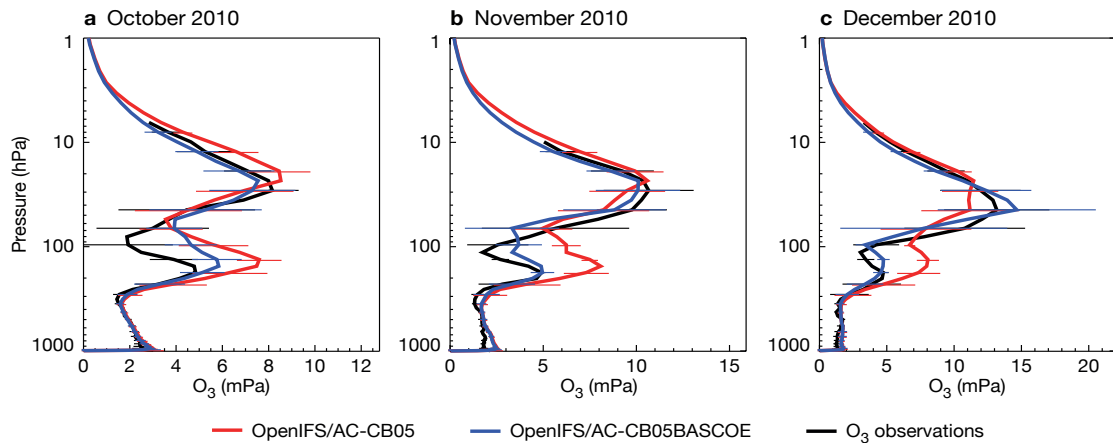 a October 2010
b November 2010
c December 2010
Pressure (hPa)
1
10
100
1000
1
10
100
1000
1
10
100
1000
0 2 4 6 8 10 12
0 5 10 15
0 5 10 15 20
O₃ (mPa)
O₃ (mPa)
O₃ (mPa)
OpenIFS/AC-CB05
OpenIFS/AC-CB05BASCOE
O₃ observations